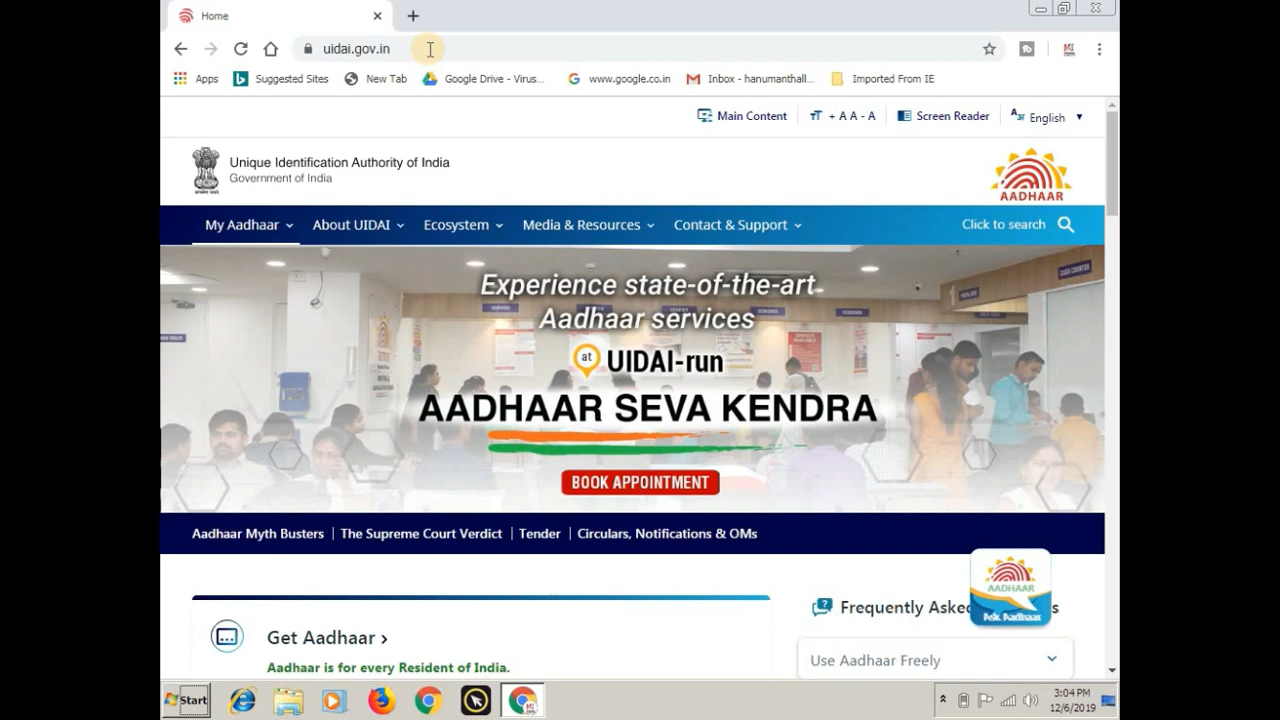 Home
uidai.gov.in
Apps Suggested Sites New Tab Google Drive - Virus... www.google.co.in Inbox - hanumanthall... Imported From IE
Main Content TT + A A - A Screen Reader English
Unique Identification Authority of India
Government of India
AADHAAR
My Aadhaar About UIDAI Ecosystem Media & Resources Contact & Support Click to search
Experience state-of-the-art
Aadhaar services
at UIDAI-run
AADHAAR SEVA KENDRA
BOOK APPOINTMENT
Aadhaar Myth Busters The Supreme Court Verdict Tender Circulars, Notifications & OMs
AADHAAR
Ask Aadhaar
Frequently Aske s
Get Aadhaar >
Use Aadhaar Freely
Aadhaar is for every Resident of India.
Start
3:04 PM
12/6/2019